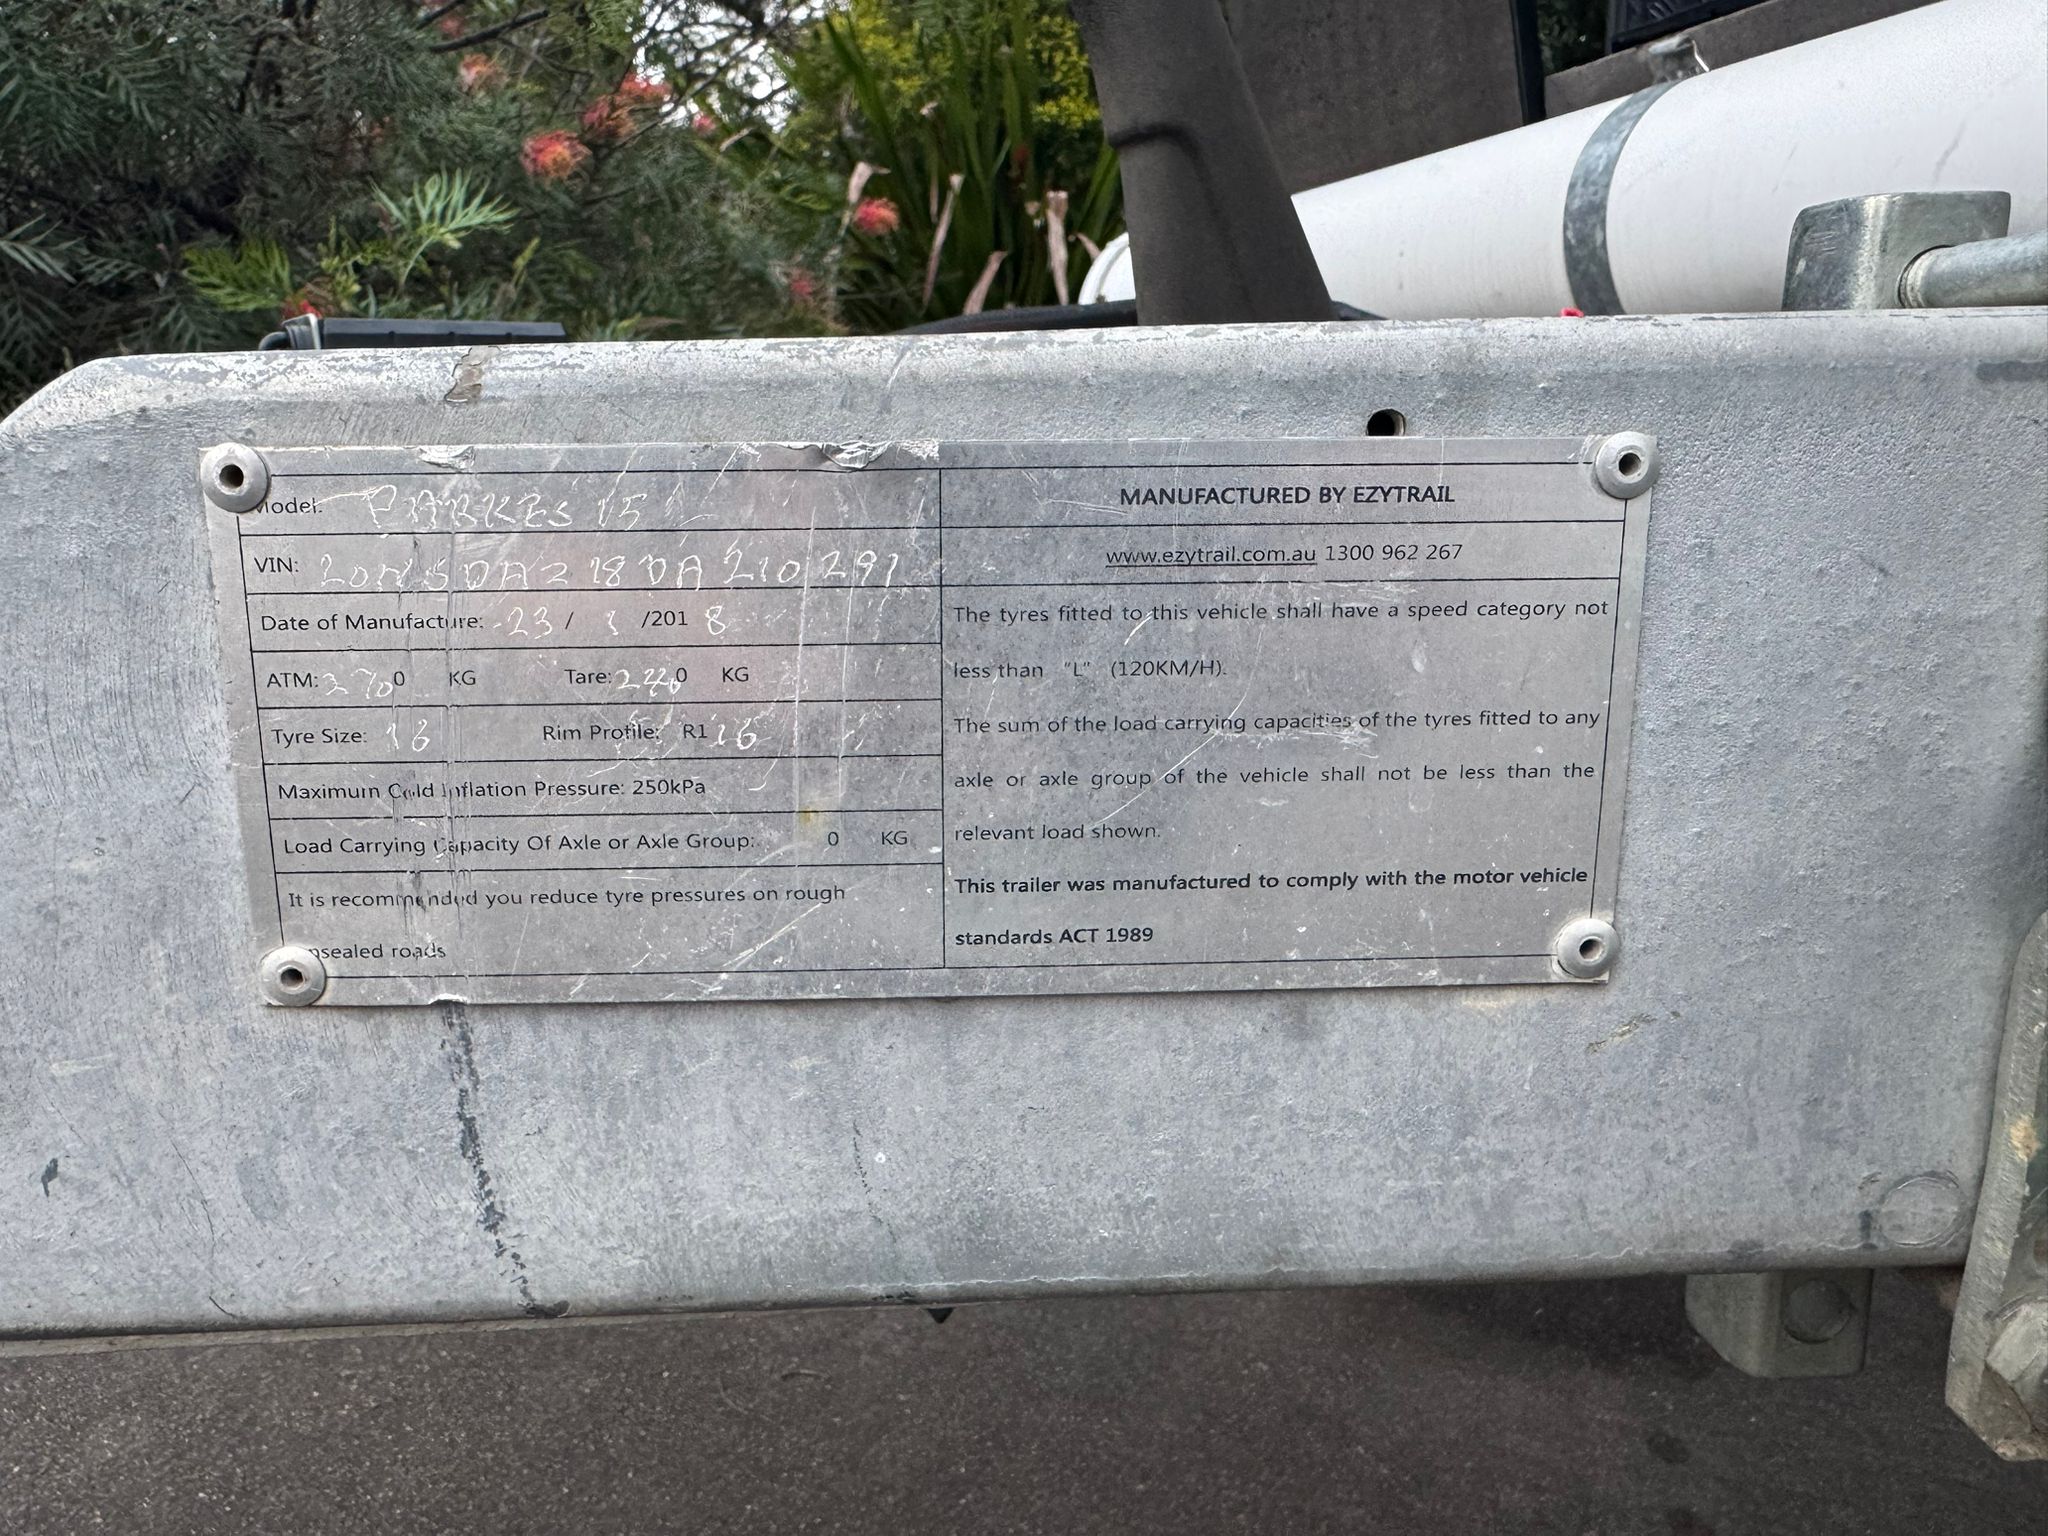 Model: PARKES 15
MANUFACTURED BY EZYTRAIL
VIN:
www.ezytrail.com.au 1300 962 267
Date of Manufacture: 23/ /2018
ATM: 0 KG Tare: 0 KG
Tyre Size: 16 Rim Profile: R116
Maximum Cold Inflation Pressure: 250kPa
Load Carrying Capacity Of Axle or Axle Group: 0 KG
It is recommended you reduce tyre pressures on rough
unsealed roads
The tyres fitted to this vehicle shall have a speed category not
less than "L" (120KM/H).
The sum of the load carrying capacities of the tyres fitted to any
axle or axle group of the vehicle shall not be less than the
relevant load shown.
This trailer was manufactured to comply with the motor vehicle
standards ACT 1989